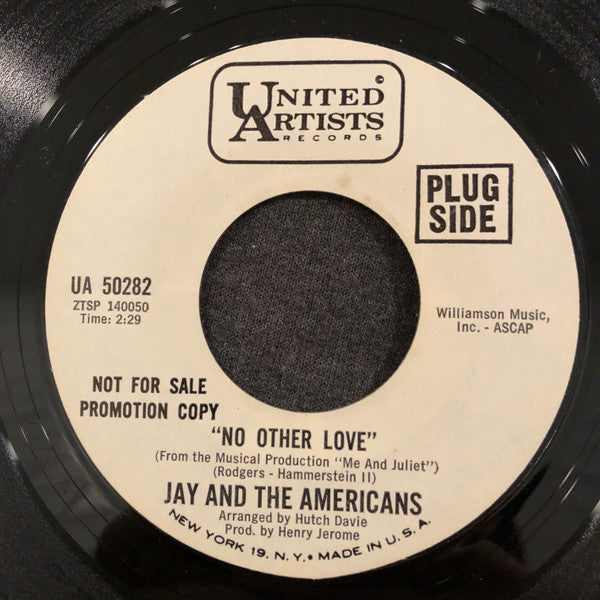 UNITED ©
ARTISTS
RECORDS
PLUG
SIDE
UA 50282
ZTSP 140050
Time: 2:29
Williamson Music,
Inc. - ASCAP
NOT FOR SALE
PROMOTION COPY
"NO OTHER LOVE"
(From the Musical Production "Me And Juliet")
(Rodgers - Hammerstein II)
JAY AND THE AMERICANS
Arranged by Hutch Davie
Prod. by Henry Jerome
NEW YORK 19, N.Y. • MADE IN U.S.A.